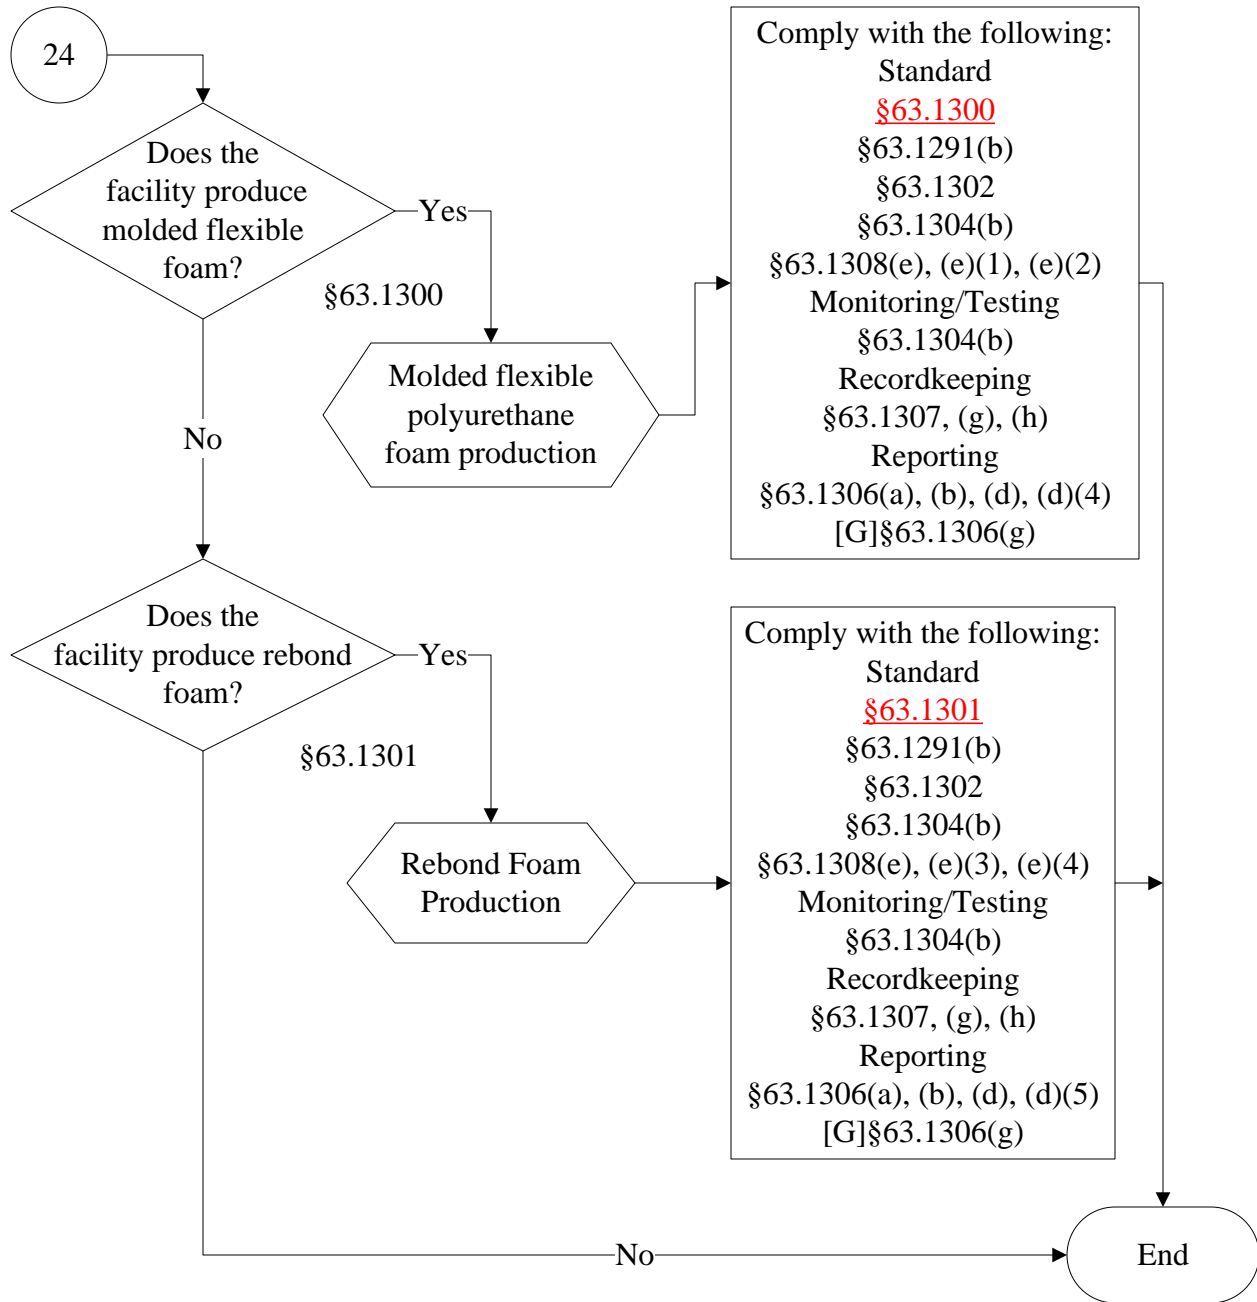 24
Does the
facility produce
molded flexible
foam?
Yes
§63.1300
No
Molded flexible
polyurethane
foam production
Comply with the following:
Standard
§63.1300
§63.1291(b)
§63.1302
§63.1304(b)
§63.1308(e), (e)(1), (e)(2)
Monitoring/Testing
§63.1304(b)
Recordkeeping
§63.1307, (g), (h)
Reporting
§63.1306(a), (b), (d), (d)(4)
[G]§63.1306(g)
Does the
facility produce rebond
foam?
Yes
§63.1301
Rebond Foam
Production
Comply with the following:
Standard
§63.1301
§63.1291(b)
§63.1302
§63.1304(b)
§63.1308(e), (e)(3), (e)(4)
Monitoring/Testing
§63.1304(b)
Recordkeeping
§63.1307, (g), (h)
Reporting
§63.1306(a), (b), (d), (d)(5)
[G]§63.1306(g)
No
End